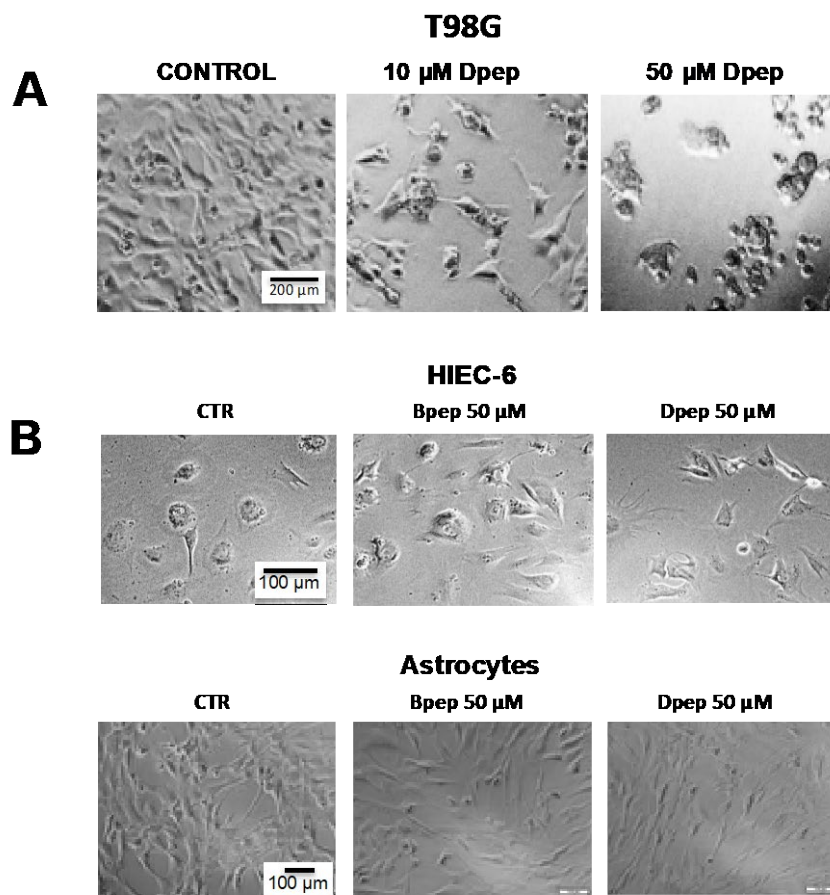 T98G
A
CONTROL
10 µM Dpep
50 µM Dpep
200 µm
HIEC-6
B
CTR
Bpep 50 µM
Dpep 50 µM
100 µm
Astrocytes
CTR
Bpep 50 µM
Dpep 50 µM
100 µm